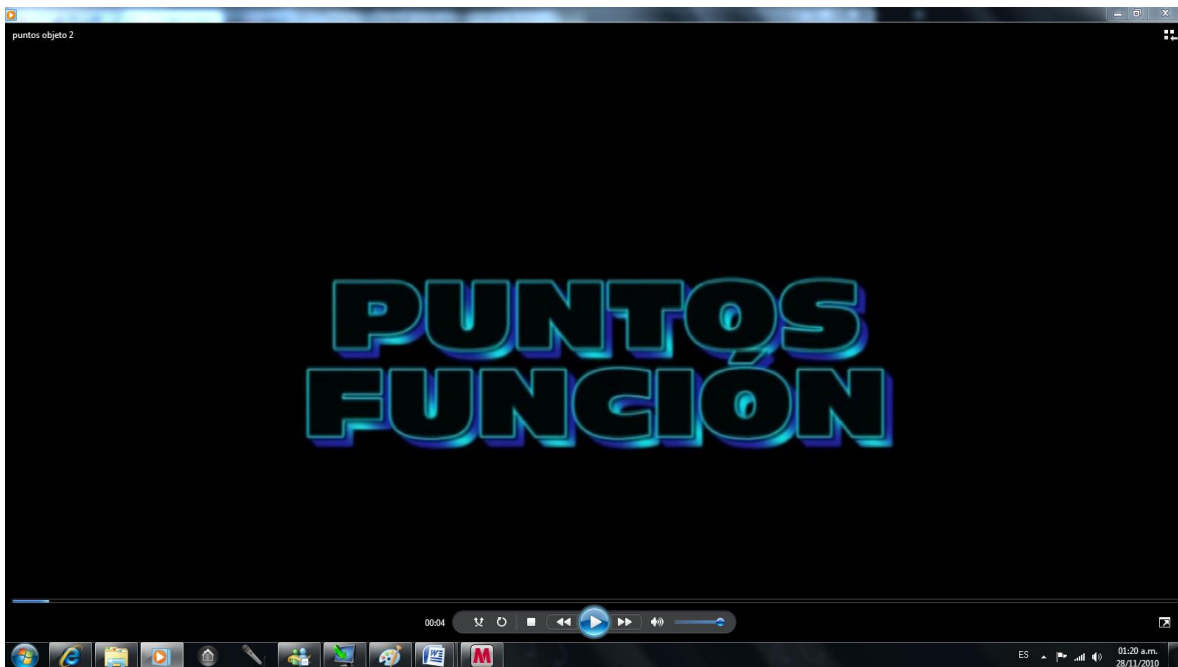 puntos objeto 2
PUNTOS
FUNCIÓN
00:04
ES
01:20 a.m.
28/11/2010